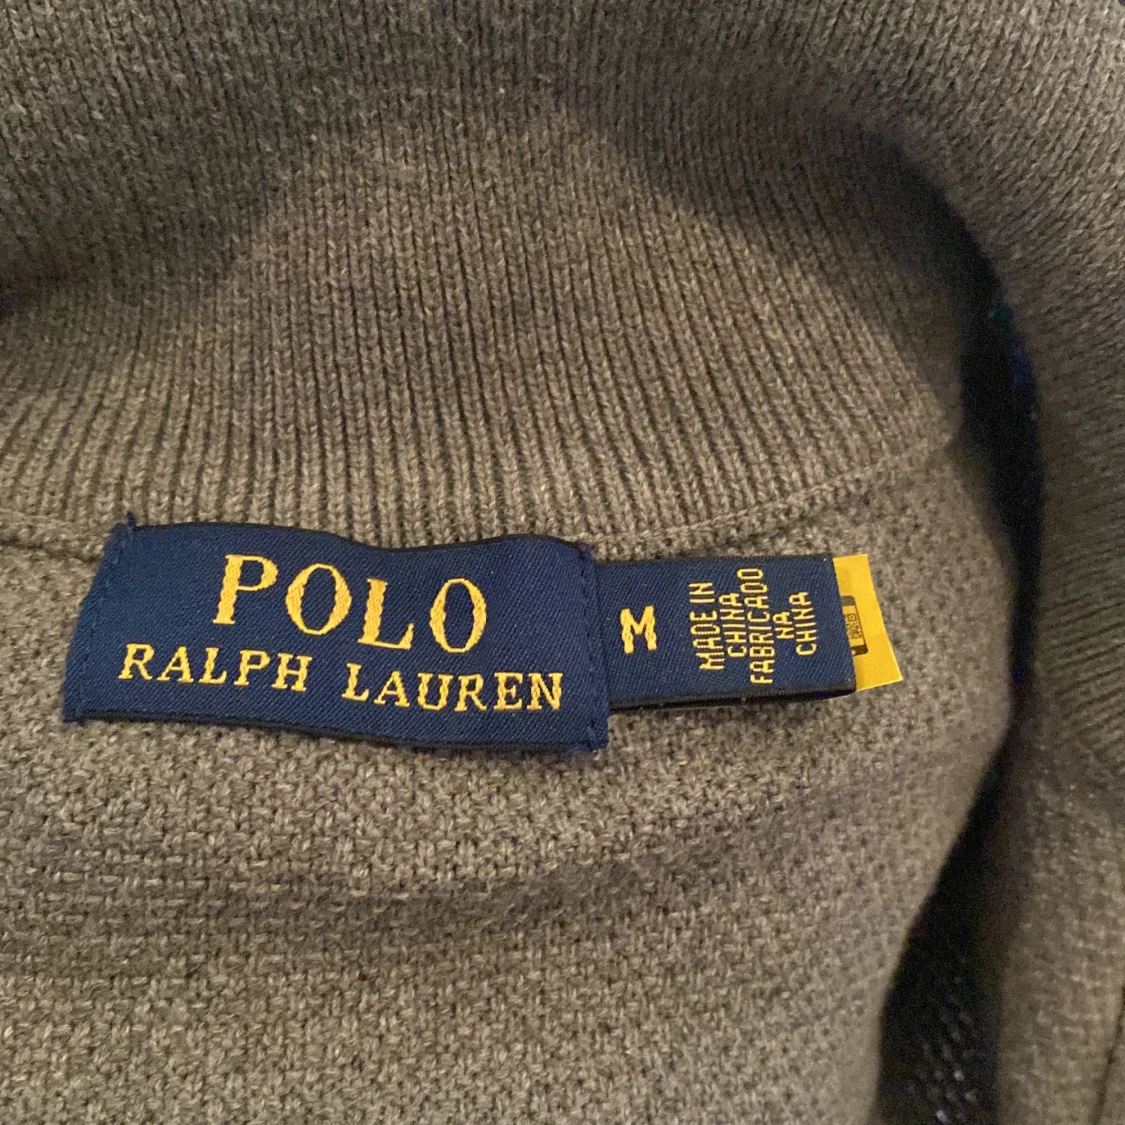 POLO
RALPH LAUREN
M
MADE IN
CHINA
FABRICADO
NA
CHINA